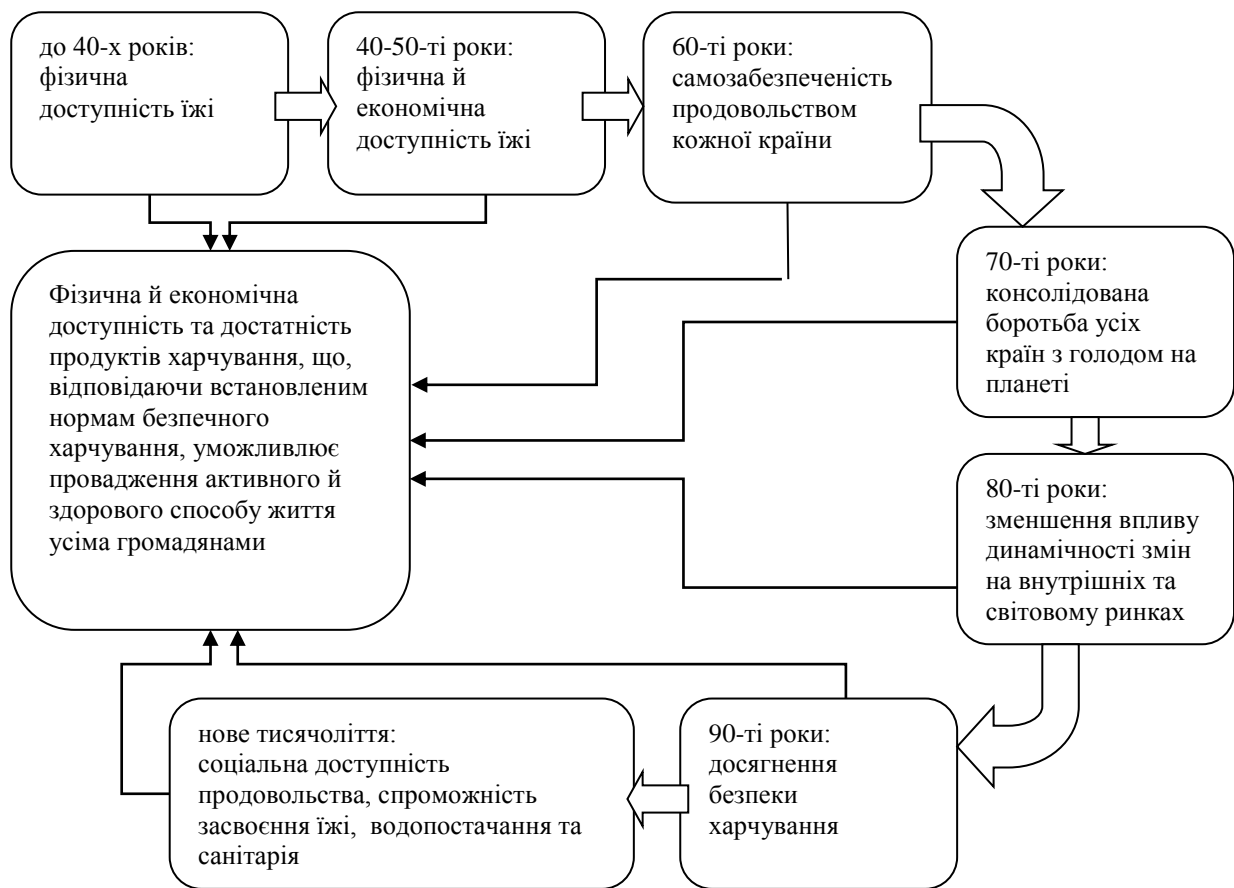 до 40-х років:
фізична
доступність їжі
40-50-ті роки:
фізична й
економічна
доступність їжі
60-ті роки:
самозабезпеченість
продовольством
кожної країни
70-ті роки:
консолідована
боротьба усіх
країн з голодом на
планеті
Фізична й економічна
доступність та достатність
продуктів харчування, що,
відповідаючи встановленим
нормам безпечного
харчування, уможливлює
провадження активного й
здорового способу життя
усіма громадянами
80-ті роки:
зменшення впливу
динамічності змін
на внутрішніх та
світовому ринках
90-ті роки:
досягнення
безпеки
харчування
нове тисячоліття:
соціальна доступність
продовольства, спроможність
засвоєння їжі, водопостачання та
санітарія